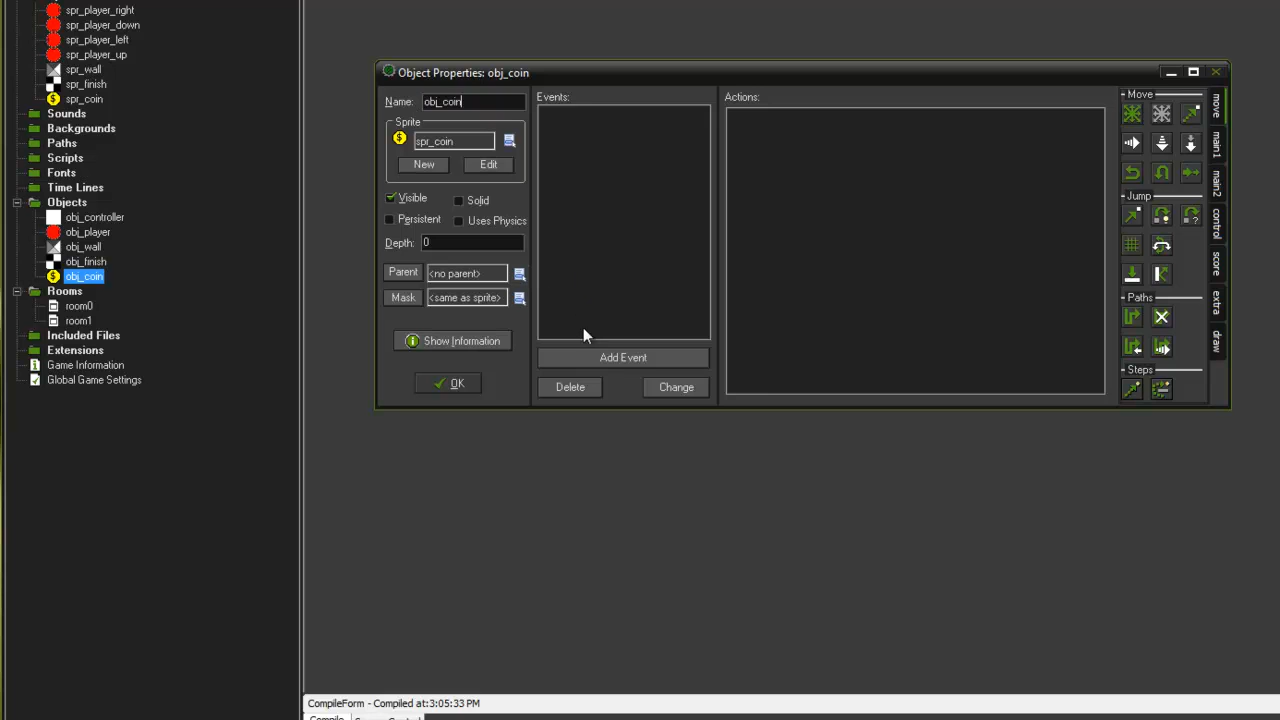 spr_player_right
spr_player_down
spr_player_left
spr_player_up
spr_wall
spr_finish
spr_coin
Sounds
Backgrounds
Paths
Scripts
Fonts
Time Lines
Objects
obj_controller
obj_player
obj_wall
obj_finish
obj_coin
Rooms
room0
room1
Included Files
Extensions
Game Information
Global Game Settings
Object Properties: obj_coin
Name: obj_coin
Sprite
spr_coin
New Edit
Visible Solid
Persistent Uses Physics
Depth: 0
Parent <no parent>
Mask <same as sprite>
Show Information
OK
Events:
Add Event
Delete Change
Actions:
Move
Jump
Paths
Steps
move
main1
main2
control
score
extra
draw
CompileForm - Compiled at:3:05:33 PM
Compile